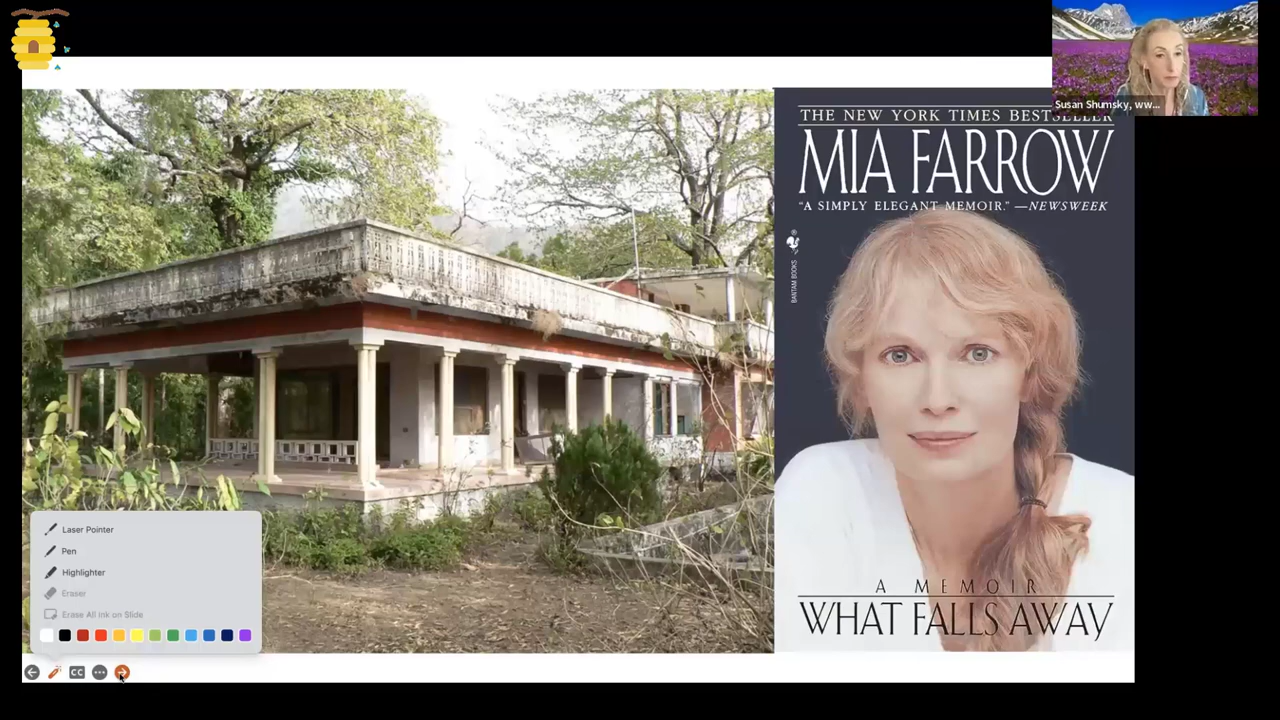 Susan Shumsky, ww...
THE NEW YORK TIMES BESTSELLER
MIA FARROW
"A SIMPLY ELEGANT MEMOIR." —NEWSWEEK
BANTAM BOOKS
A MEMOIR
WHAT FALLS AWAY
Laser Pointer
Pen
Highlighter
Eraser
Erase All Ink on Slide
CC